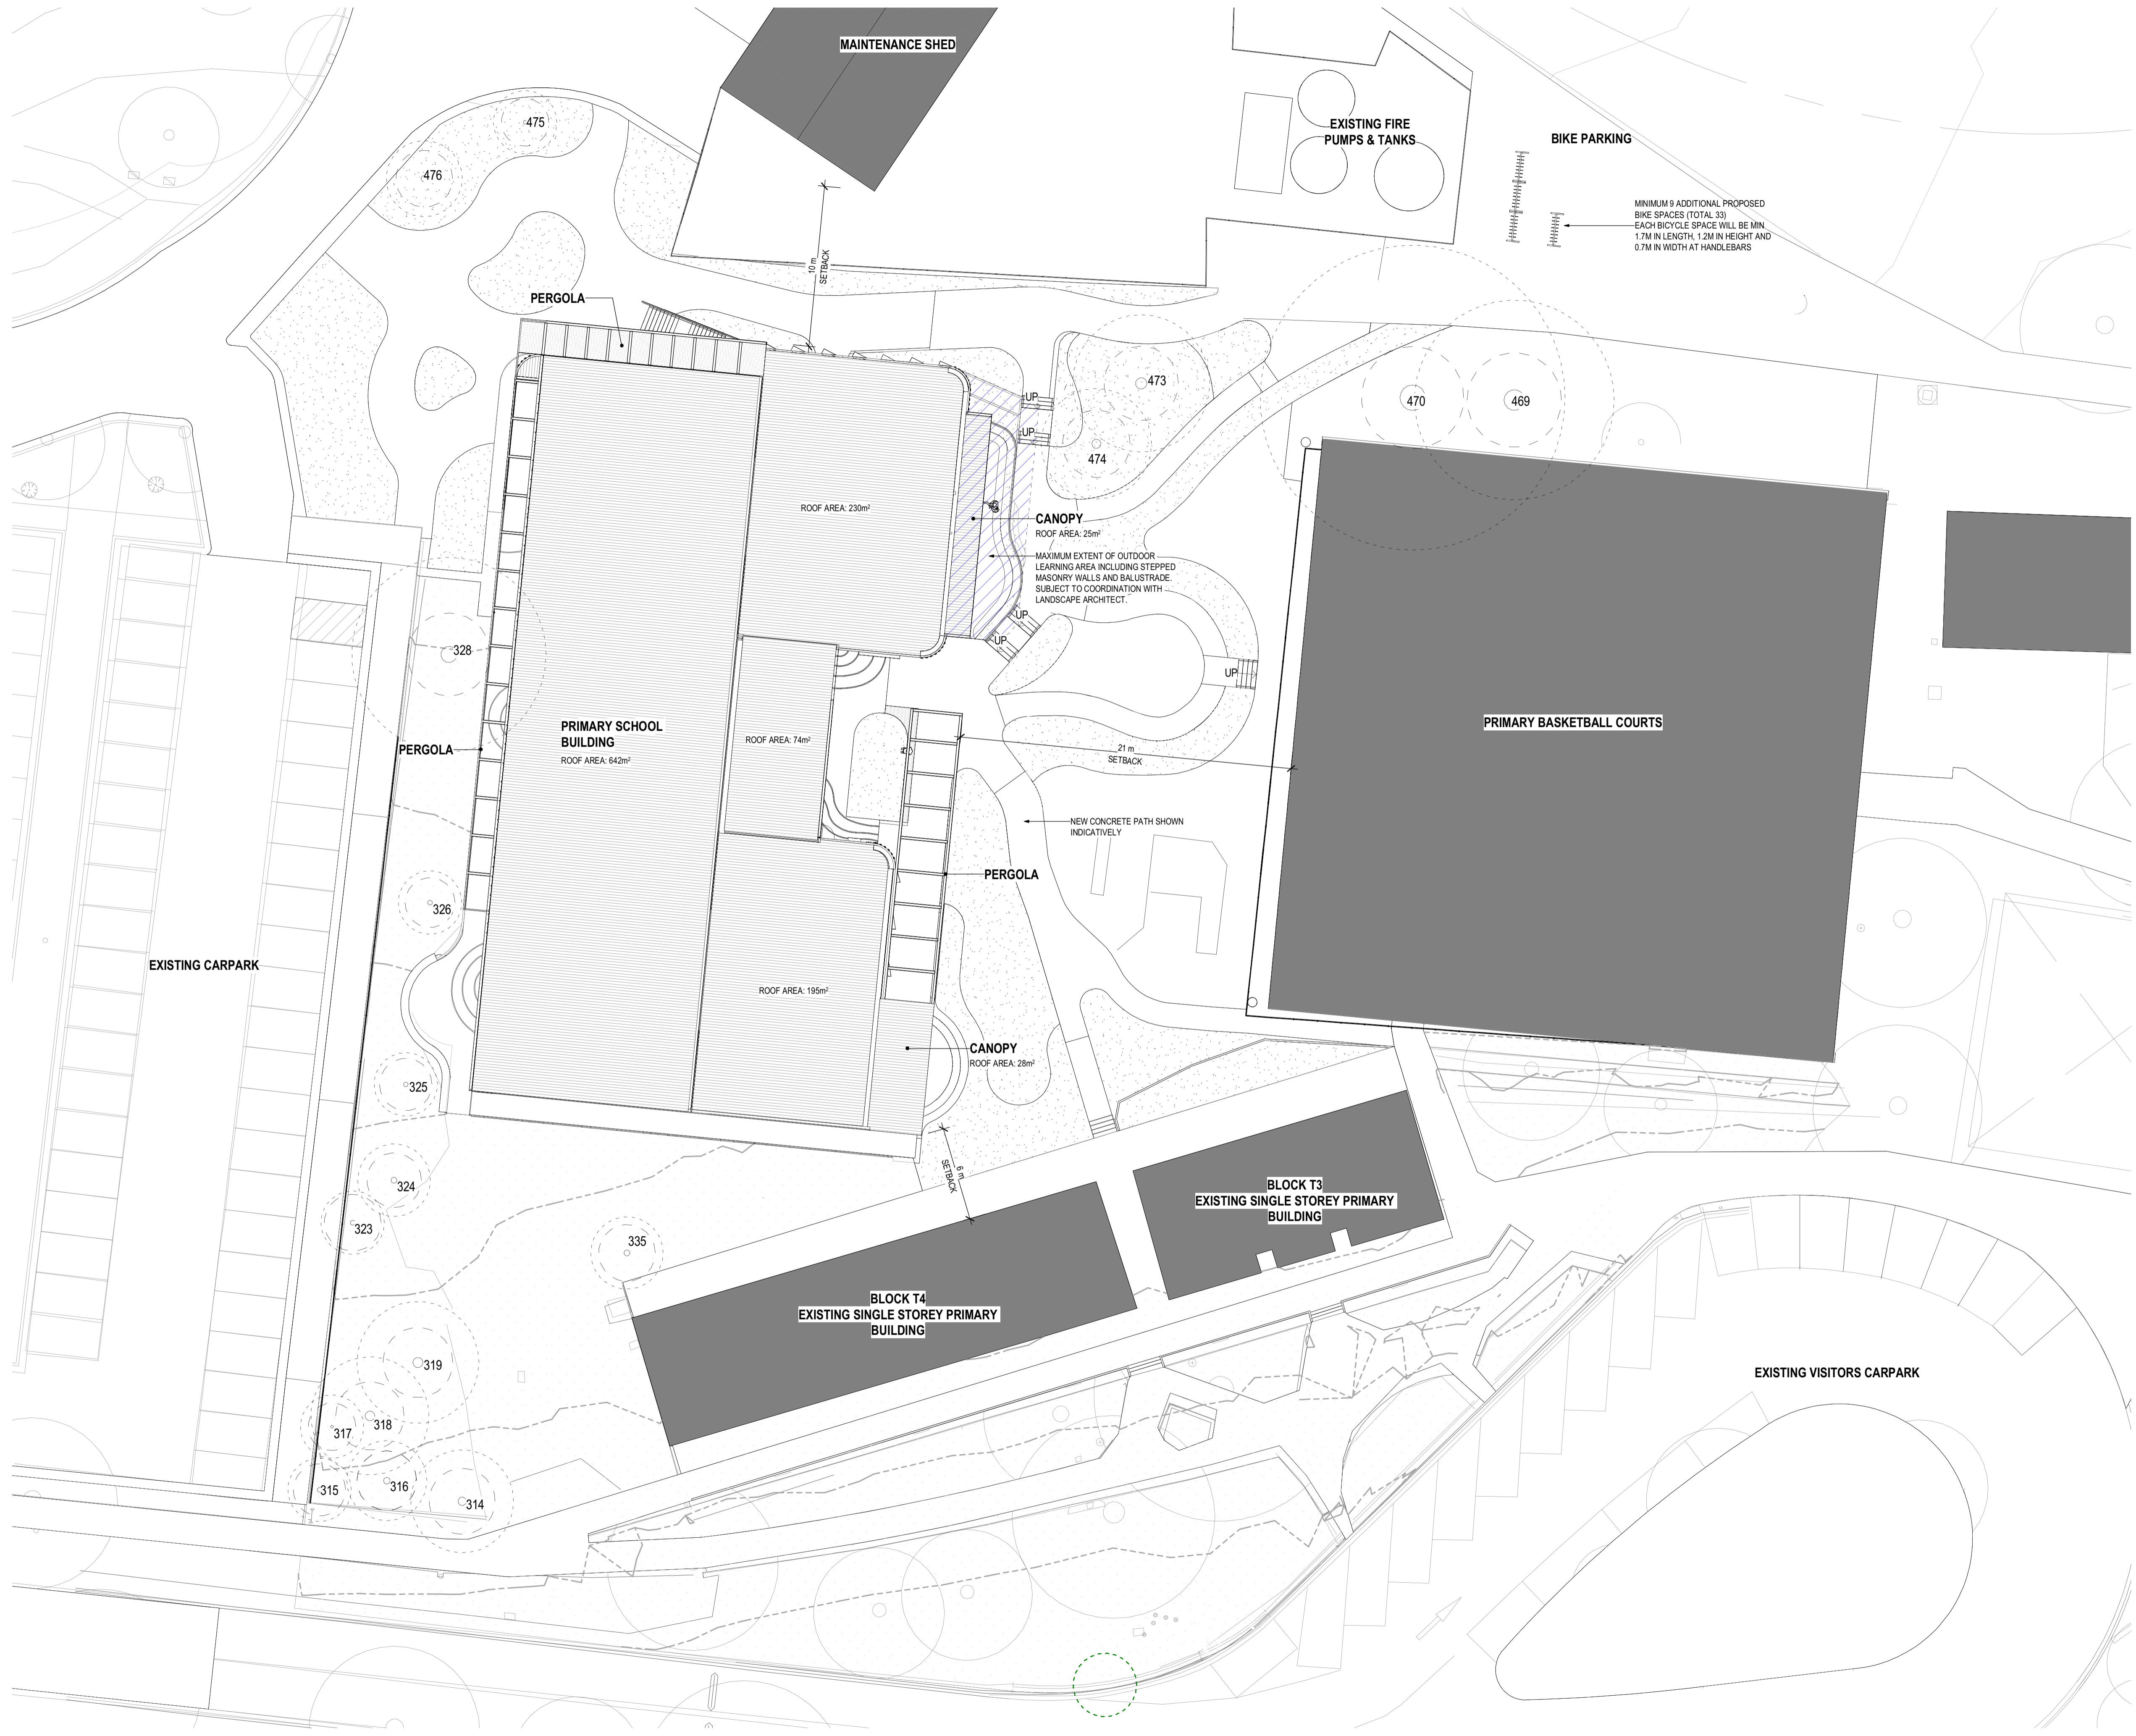 MAINTENANCE SHED
475
476
EXISTING FIRE
PUMPS & TANKS
BIKE PARKING
MINIMUM 9 ADDITIONAL PROPOSED
BIKE SPACES (TOTAL 33)
EACH BICYCLE SPACE WILL BE MIN
1.7M IN LENGTH, 1.2M IN HEIGHT AND
0.7M IN WIDTH AT HANDLEBARS
10 m
SETBACK
PERGOLA
473
UP
UP
474
470
469
ROOF AREA: 230m²
CANOPY
ROOF AREA: 25m²
MAXIMUM EXTENT OF OUTDOOR
LEARNING AREA INCLUDING STEPPED
MASONRY WALLS AND BALUSTRADE.
SUBJECT TO COORDINATION WITH
LANDSCAPE ARCHITECT.
UP
UP
UP
328
PRIMARY SCHOOL
BUILDING
ROOF AREA: 642m²
ROOF AREA: 74m²
PERGOLA
21 m
SETBACK
PRIMARY BASKETBALL COURTS
NEW CONCRETE PATH SHOWN
INDICATIVELY
PERGOLA
326
EXISTING CARPARK
ROOF AREA: 195m²
CANOPY
ROOF AREA: 28m²
325
324
323
6 m
SETBACK
BLOCK T3
EXISTING SINGLE STOREY PRIMARY
BUILDING
335
BLOCK T4
EXISTING SINGLE STOREY PRIMARY
BUILDING
319
EXISTING VISITORS CARPARK
318
317
316
315
314